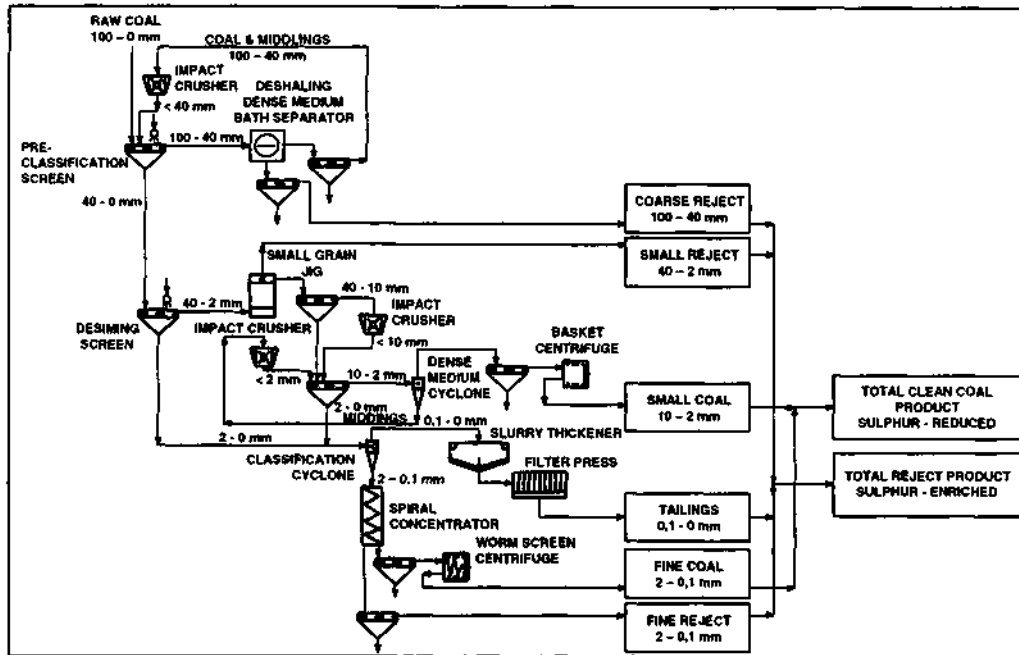 RAW COAL
100 – 0 mm
COAL & MIDDLINGS
100 – 40 mm
IMPACT
CRUSHER
< 40 mm
DESHALING
DENSE MEDIUM
BATH SEPARATOR
100 - 40 mm
PRE-
CLASSIFICATION
SCREEN
40 - 0 mm
COARSE REJECT
100 – 40 mm
SMALL REJECT
40 – 2 mm
SMALL GRAIN
JIG
40 - 10 mm
40 - 2 mm
IMPACT
CRUSHER
DESIMING
SCREEN
IMPACT CRUSHER
< 10 mm
BASKET
CENTRIFUGE
< 2 mm
10 - 2 mm
DENSE
MEDIUM
CYCLONE
2 - 0 mm
MIDDINGS
0,1 - 0 mm
SMALL COAL
10 – 2 mm
TOTAL CLEAN COAL
PRODUCT
SULPHUR - REDUCED
2 - 0 mm
SLURRY THICKENER
CLASSIFICATION
CYCLONE
FILTER PRESS
2 – 0,1 mm
TOTAL REJECT PRODUCT
SULPHUR - ENRICHED
SPIRAL
CONCENTRATOR
TAILINGS
0,1 - 0 mm
WORM SCREEN
CENTRIFUGE
FINE COAL
2 – 0,1 mm
FINE REJECT
2 – 0,1 mm